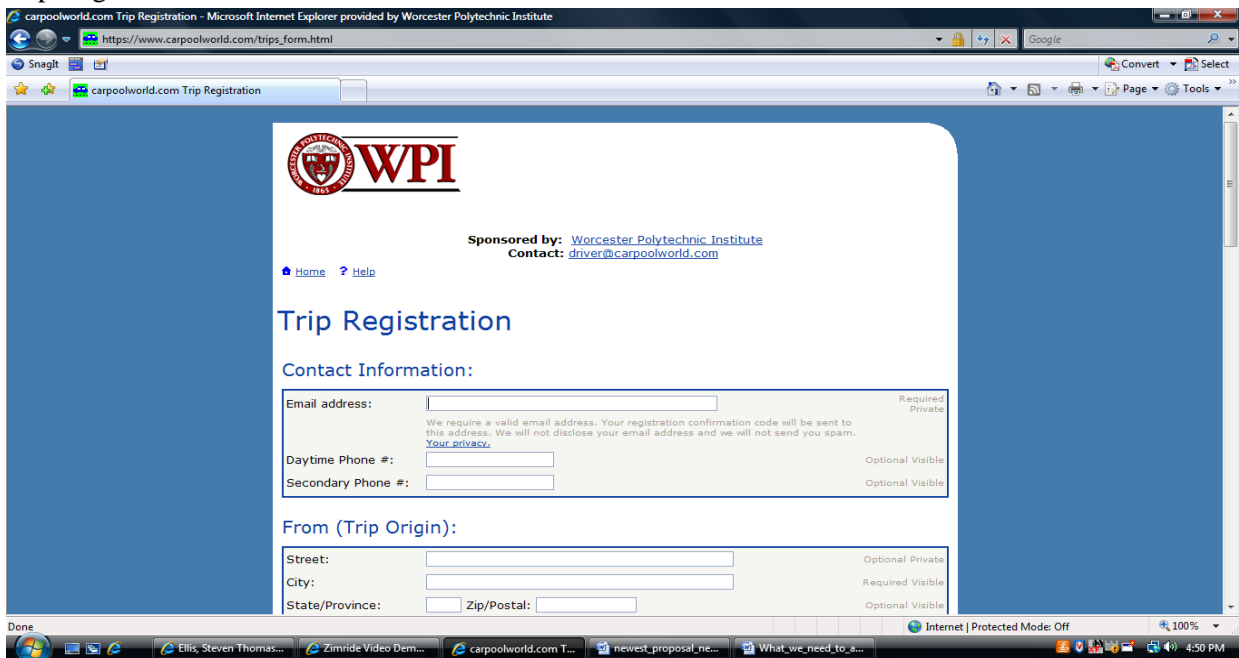 carpoolworld.com Trip Registration - Microsoft Internet Explorer provided by Worcester Polytechnic Institute
https://www.carpoolworld.com/trips_form.html
Google
SnagIt
Convert
Select
carpoolworld.com Trip Registration
Page
Tools
WORCESTER POLYTECHNIC INSTITUTE
1865
WPI
Sponsored by: Worcester Polytechnic Institute
Contact: driver@carpoolworld.com
Home ? Help
Trip Registration
Contact Information:
Email address:
Required
Private
We require a valid email address. Your registration confirmation code will be sent to
this address. We will not disclose your email address and we will not send you spam.
Your privacy.
Daytime Phone #:
Optional Visible
Secondary Phone #:
Optional Visible
From (Trip Origin):
Street:
Optional Private
City:
Required Visible
State/Province:
Zip/Postal:
Optional Visible
Done
Internet | Protected Mode: Off
100%
Ellis, Steven Thomas...
Zimride Video Dem...
carpoolworld.com T...
newest_proposal_ne...
What_we_need_to_a...
4:50 PM